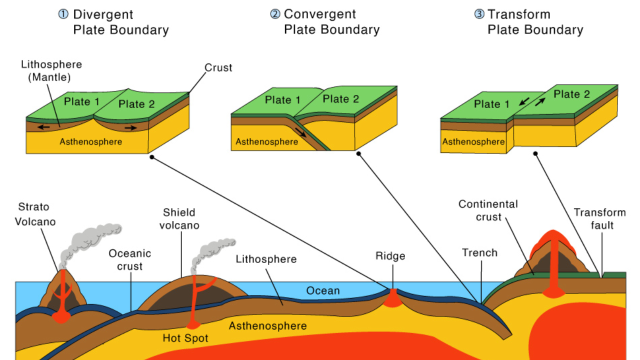 ① Divergent
Plate Boundary
② Convergent
Plate Boundary
③ Transform
Plate Boundary
Lithosphere
(Mantle)
Crust
Plate 1
Plate 2
Asthenosphere
Plate 1
Plate 2
Asthenosphere
Plate 1
Plate 2
Asthenosphere
Strato
Volcano
Oceanic
crust
Shield
volcano
Lithosphere
Ridge
Trench
Continental
crust
Transform
fault
Ocean
Asthenosphere
Hot Spot